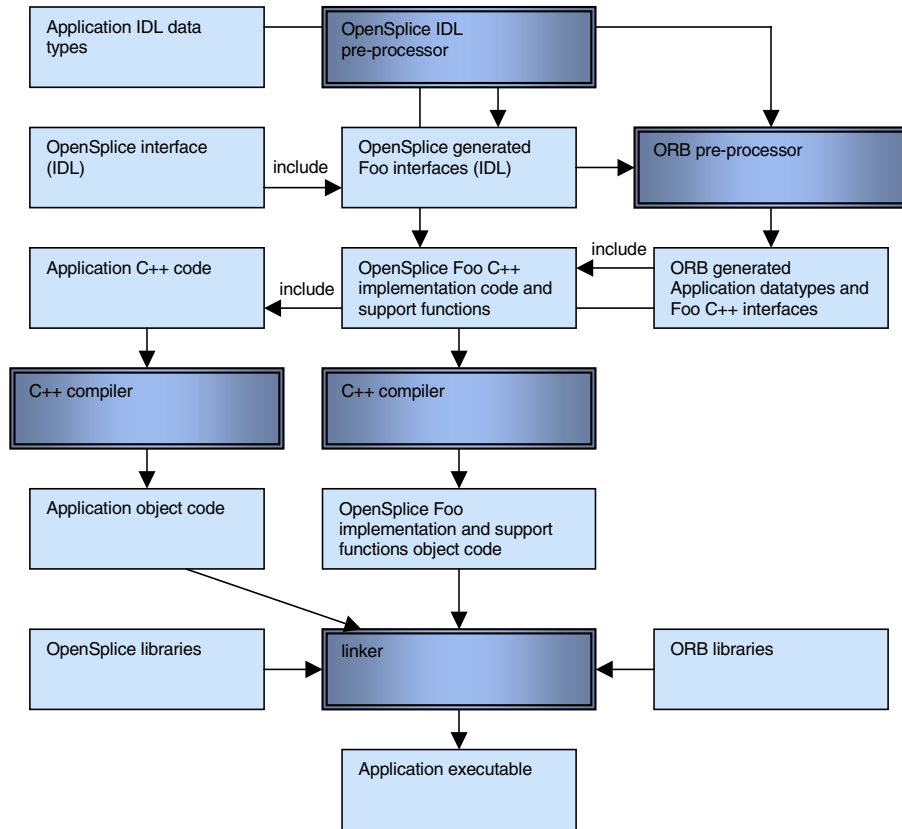 Application IDL data
types
OpenSplice IDL
pre-processor
OpenSplice interface
(IDL)
include
OpenSplice generated
Foo interfaces (IDL)
ORB pre-processor
Application C++ code
include
OpenSplice Foo C++
implementation code and
support functions
include
ORB generated
Application datatypes and
Foo C++ interfaces
C++ compiler
C++ compiler
Application object code
OpenSplice Foo
implementation and support
functions object code
OpenSplice libraries
linker
ORB libraries
Application executable